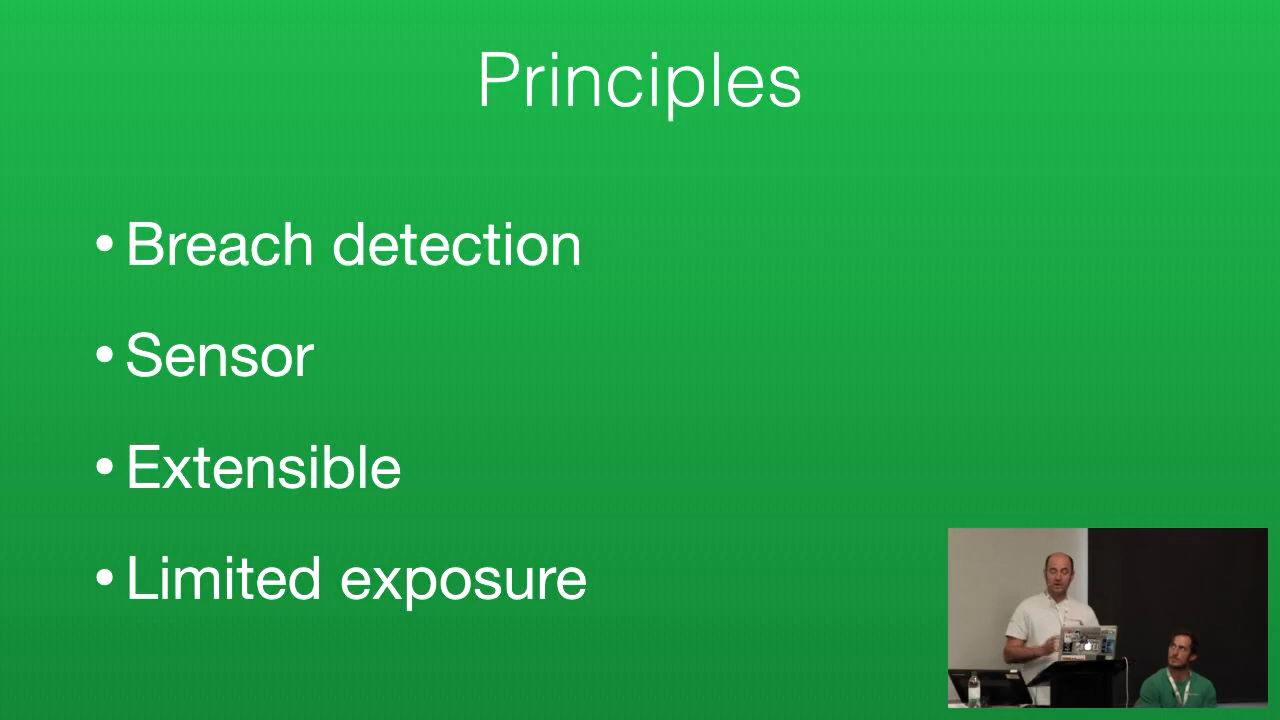 Principles
• Breach detection
• Sensor
• Extensible
• Limited exposure